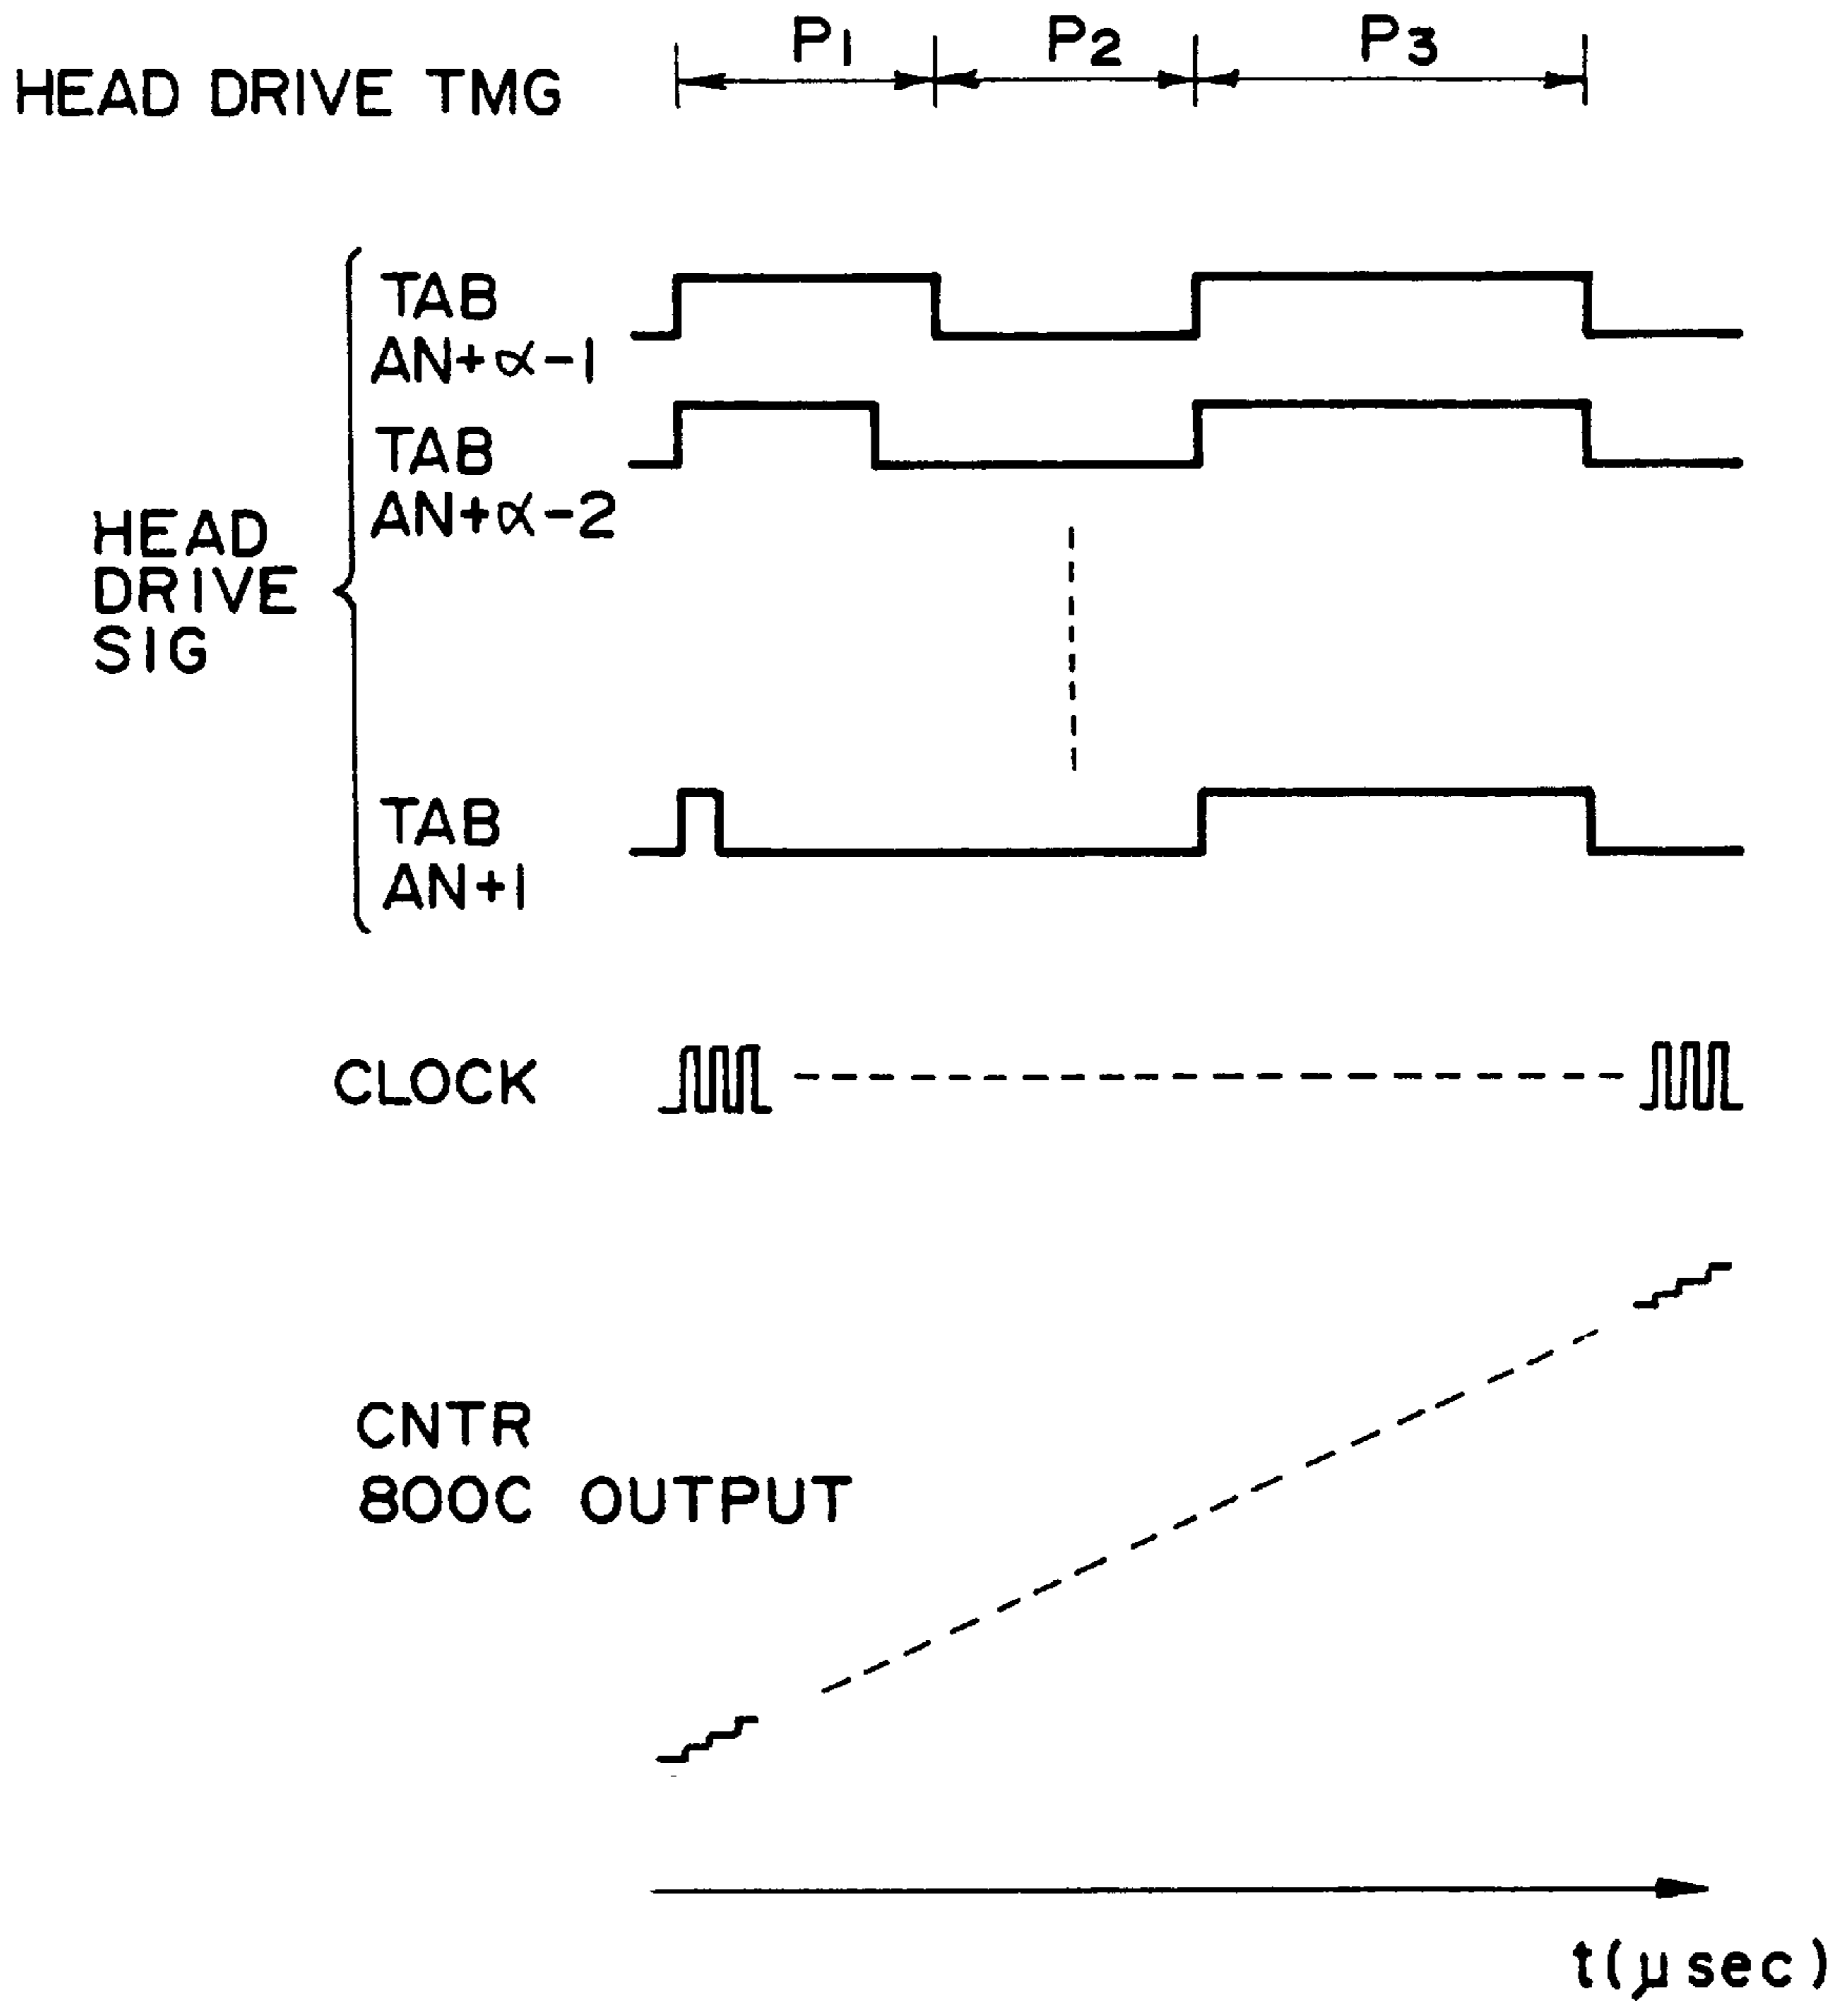 P1 P2 P3
HEAD DRIVE TMG
TAB
AN+α-1
TAB
AN+α-2
HEAD
DRIVE
SIG
TAB
AN+1
CLOCK
CNTR
800C OUTPUT
t(μsec)